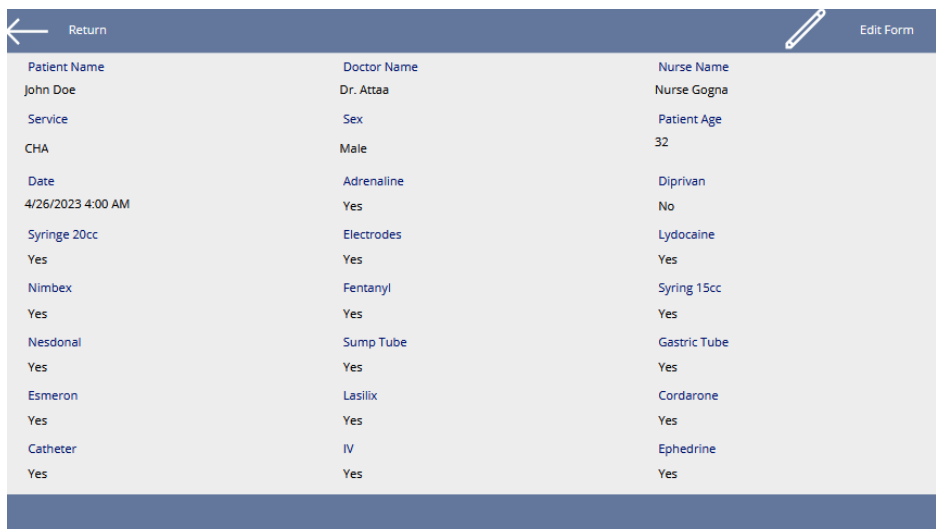 Return Edit Form
Patient Name Doctor Name Nurse Name
John Doe Dr. Attaa Nurse Gogna
Service Sex Patient Age
CHA Male 32
Date Adrenaline Diprivan
4/26/2023 4:00 AM Yes No
Syringe 20cc Electrodes Lydocaine
Yes Yes Yes
Nimbex Fentanyl Syring 15cc
Yes Yes Yes
Nesdonal Sump Tube Gastric Tube
Yes Yes Yes
Esmeron Lasilix Cordarone
Yes Yes Yes
Catheter IV Ephedrine
Yes Yes Yes